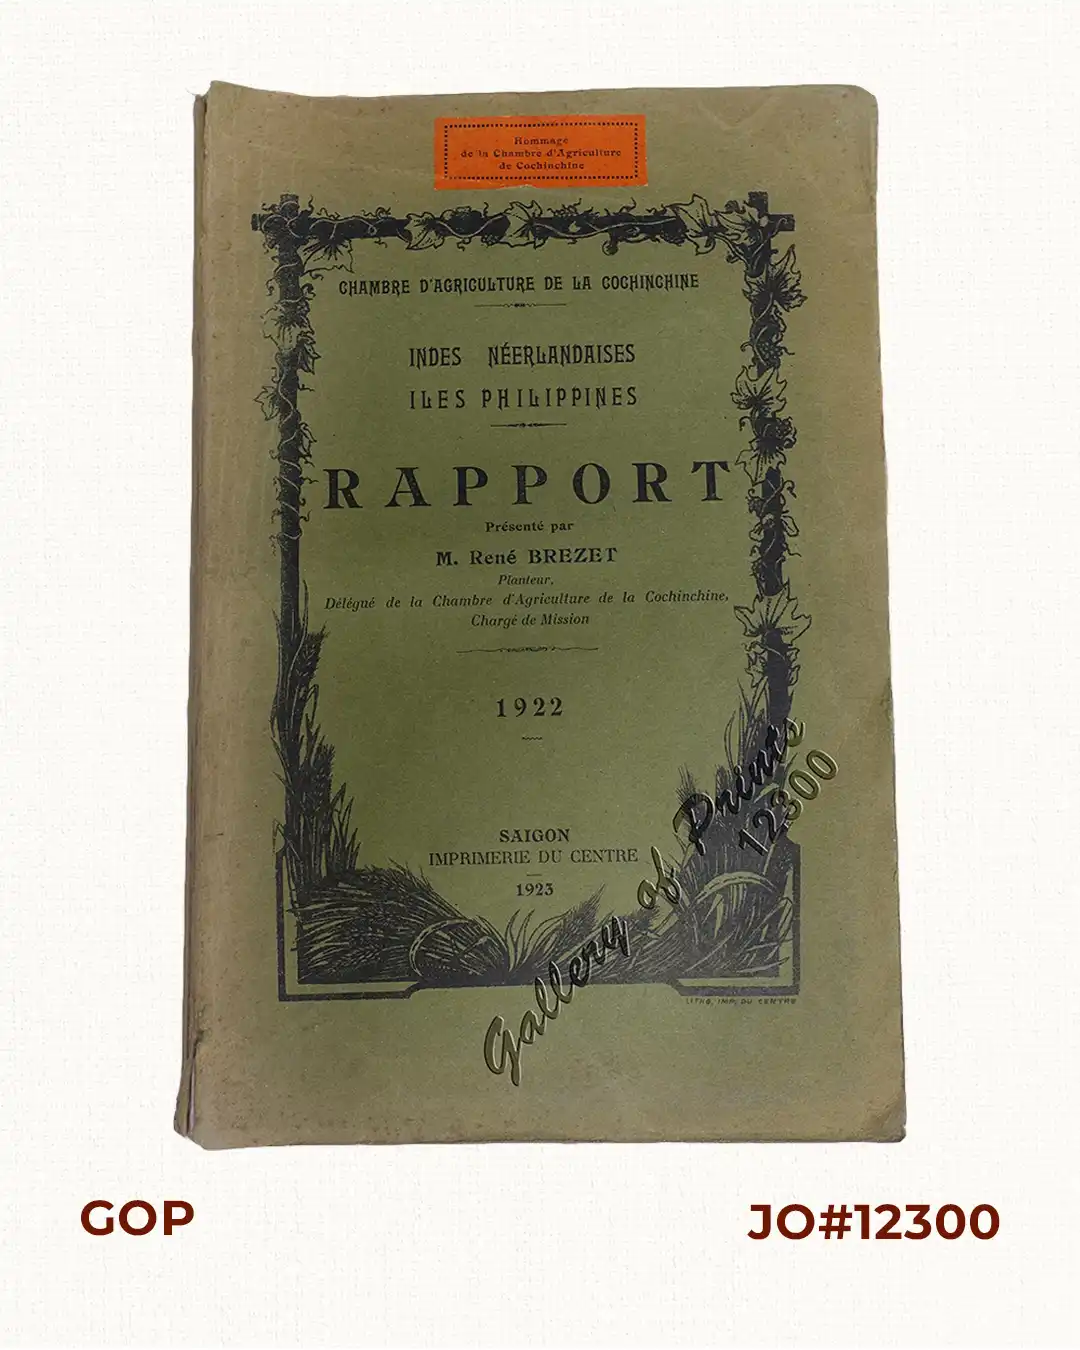 Hommage
de la Chambre d'Agriculture
de Cochinchine
CHAMBRE D'AGRICULTURE DE LA COCHINCHINE
INDES NÉERLANDAISES
ILES PHILIPPINES
RAPPORT
Présenté par
M. René BREZET
Planteur,
Délégué de la Chambre d'Agriculture de la Cochinchine,
Chargé de Mission
1922
SAIGON
IMPRIMERIE DU CENTRE
1923
LITHO. IMP. DU CENTRE
Gallery of Prints
12300
GOP
JO#12300